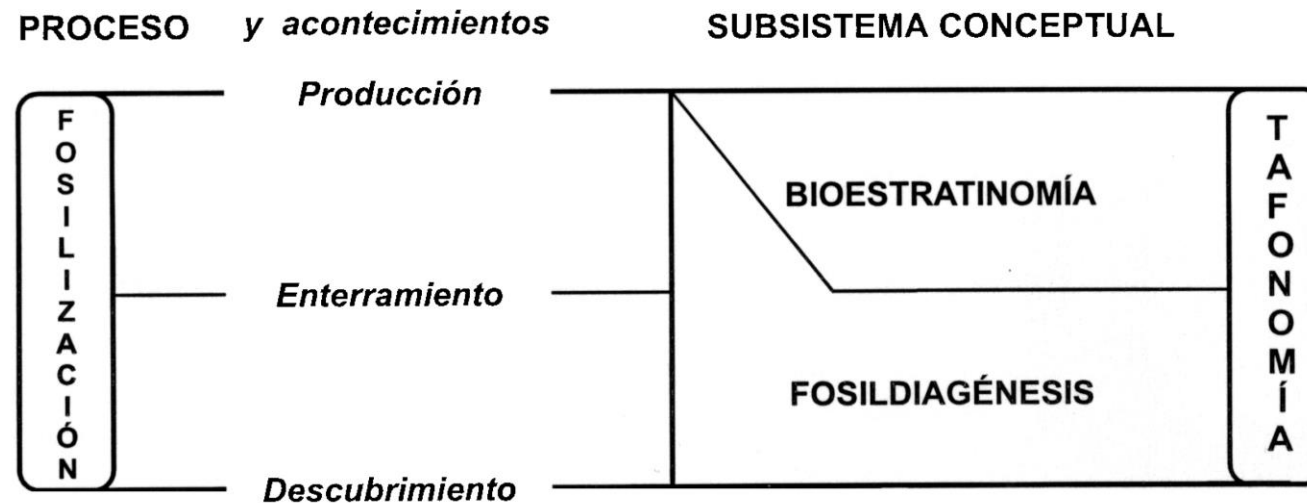 PROCESO y acontecimientos SUBSISTEMA CONCEPTUAL
Producción
FOSILIZACIÓN
TAFONOMÍA
BIOESTRATINOMÍA
Enterramiento
FOSILDIAGÉNESIS
Descubrimiento